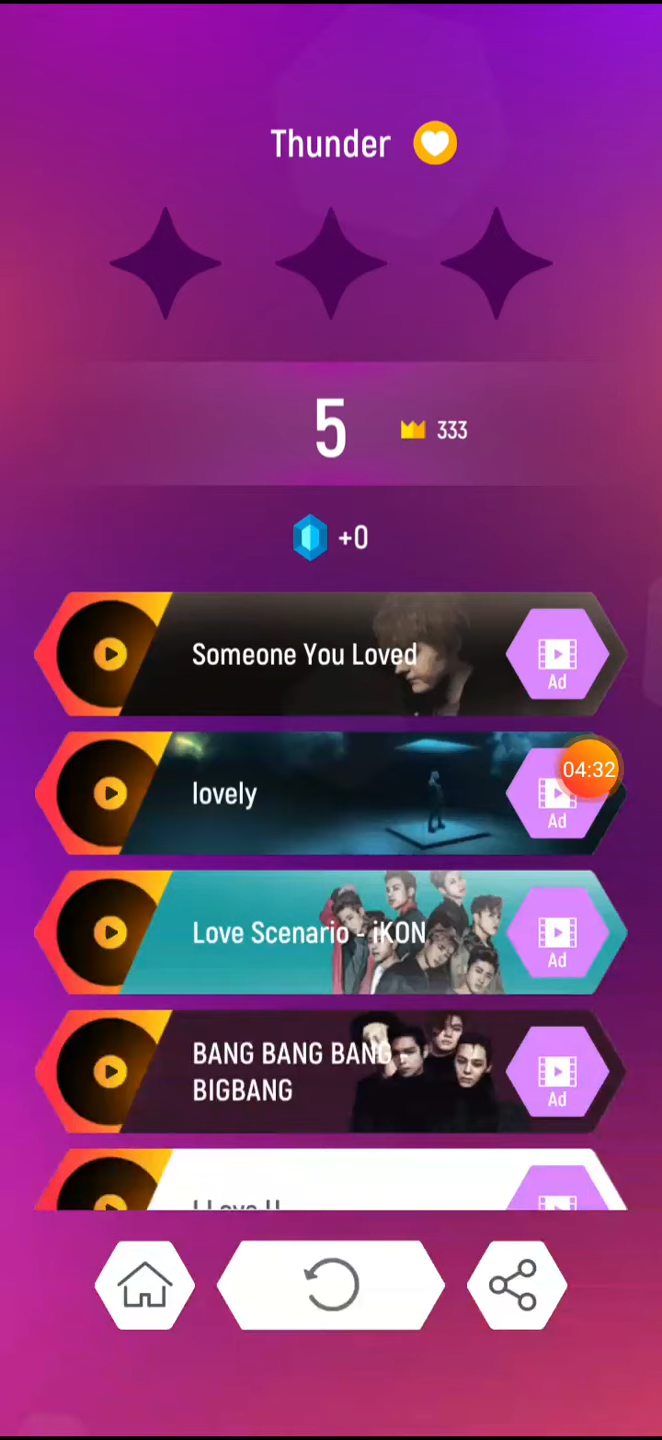 Thunder
5
333
+0
Someone You Loved
Ad
lovely
04:32
Ad
Love Scenario - iKON
Ad
BANG BANG BANG
BIGBANG
Ad